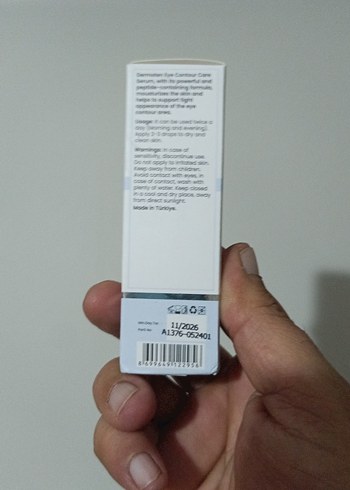 Dermolen Eye Contour Care
Serum, with its powerful and
peptide-containing formula,
moisturizes the skin and
helps to support tight
appearance of the eye
contour area.
Usage: It can be used twice a
day (morning and evening).
Apply 2-3 drops to dry and
clean skin.
Warnings: In case of
sensitivity, discontinue use.
Do not apply to irritated skin.
Keep away from children.
Avoid contact with eyes, in
case of contact, wash with
plenty of water. Keep closed
in a cool and dry place, away
from direct sunlight.
Made in Türkiye.
11/2026
A1376-052401
8 699649 122956